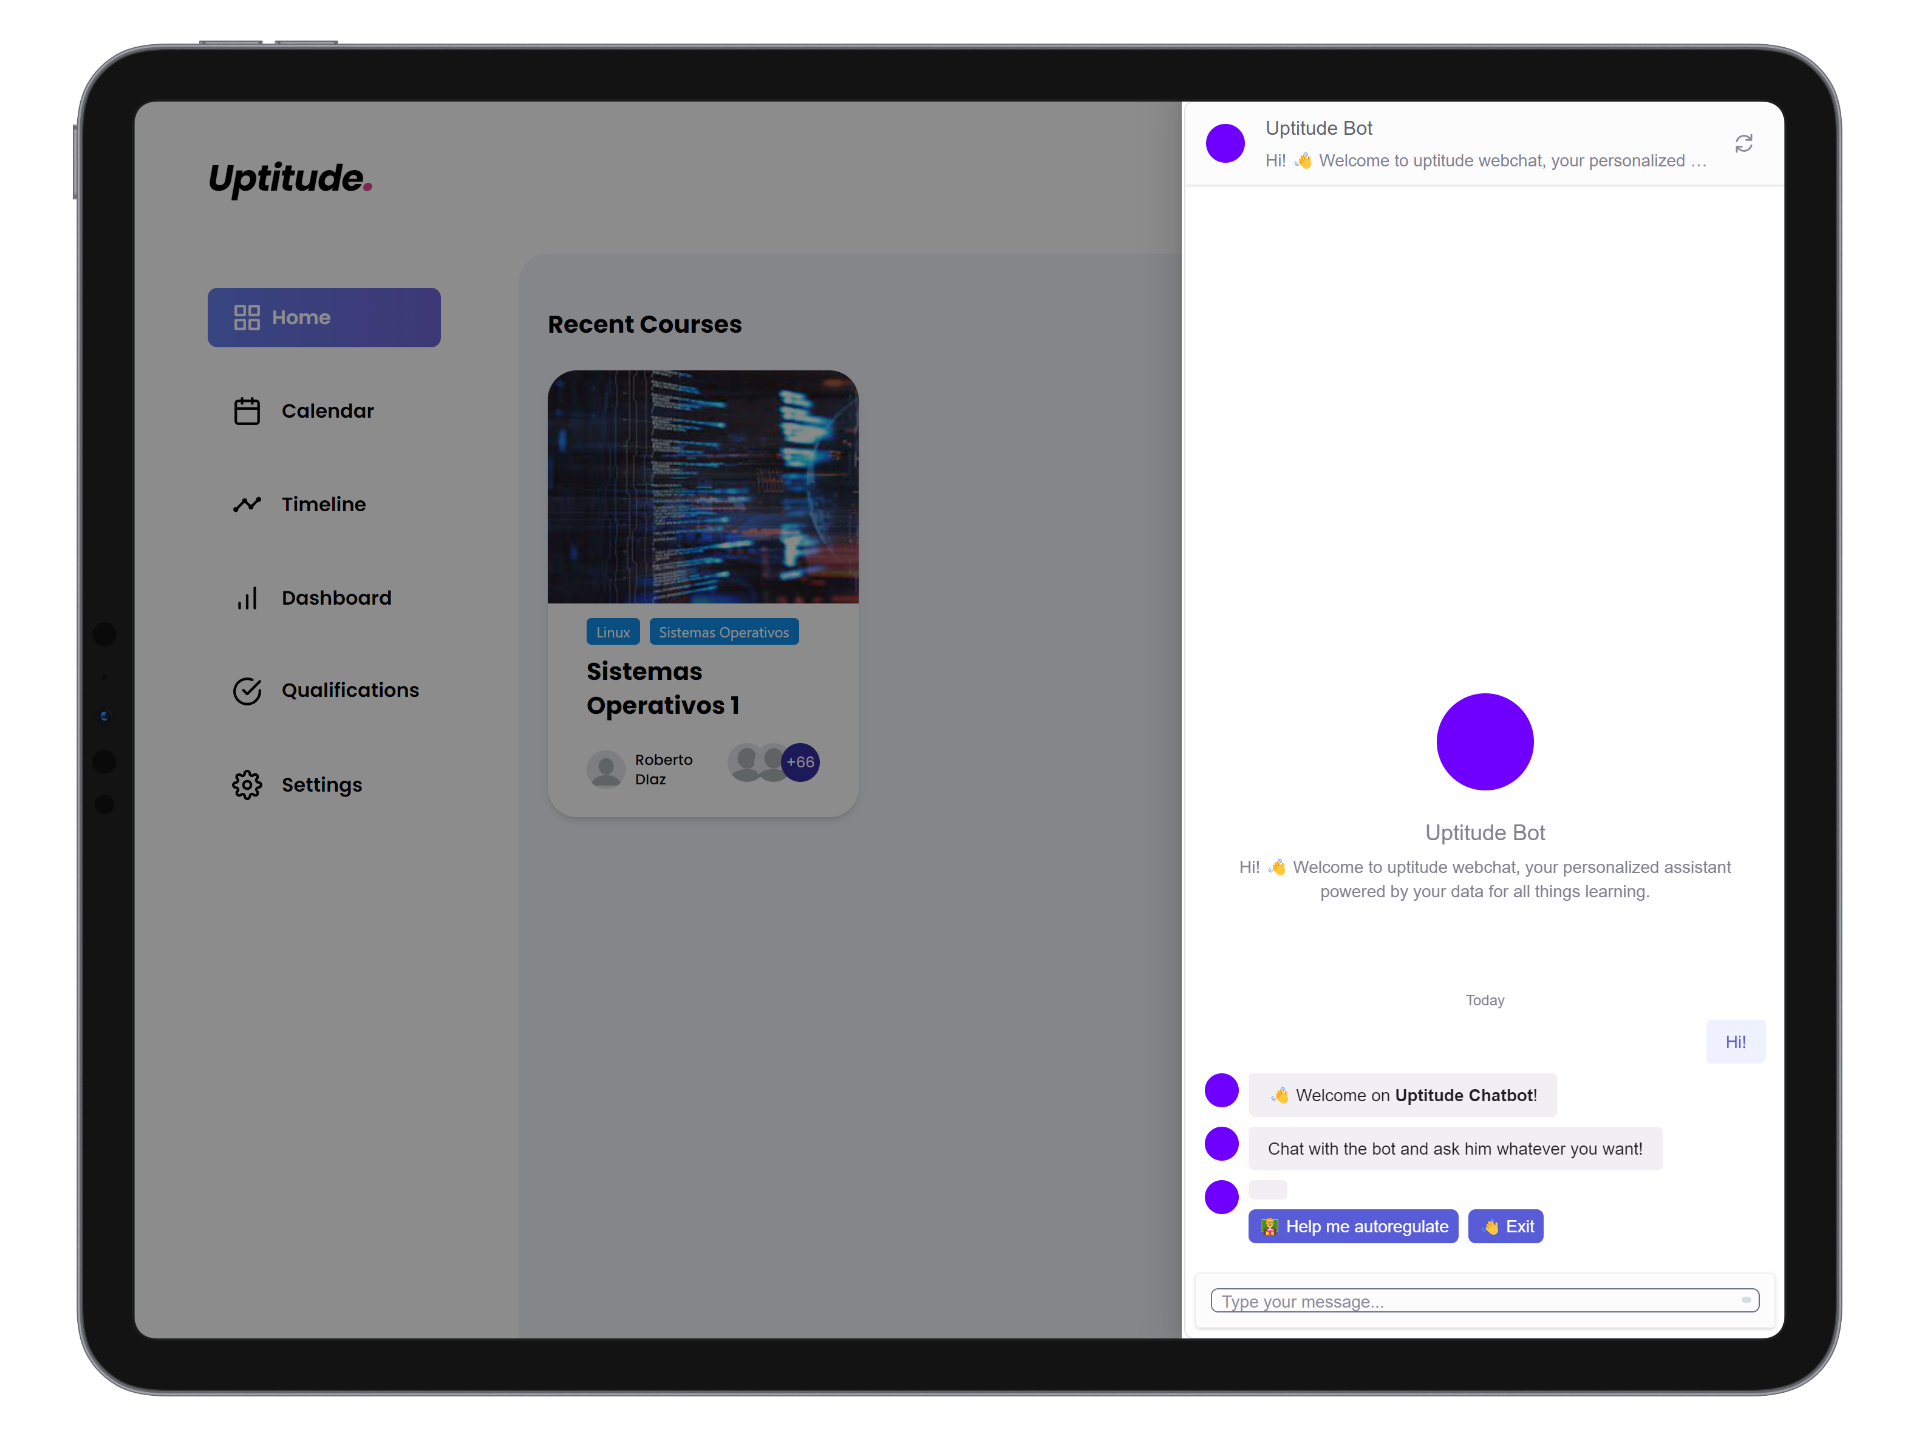 Uptitude.
Home
Calendar
Timeline
Dashboard
Qualifications
Settings
Recent Courses
Linux
Sistemas Operativos
Sistemas
Operativos 1
Roberto
DIaz
+66
Uptitude Bot
Hi! 👋 Welcome to uptitude webchat, your personalized …
Uptitude Bot
Hi! 👋 Welcome to uptitude webchat, your personalized assistant
powered by your data for all things learning.
Today
Hi!
👋 Welcome on Uptitude Chatbot!
Chat with the bot and ask him whatever you want!
Help me autoregulate
👋 Exit
Type your message...